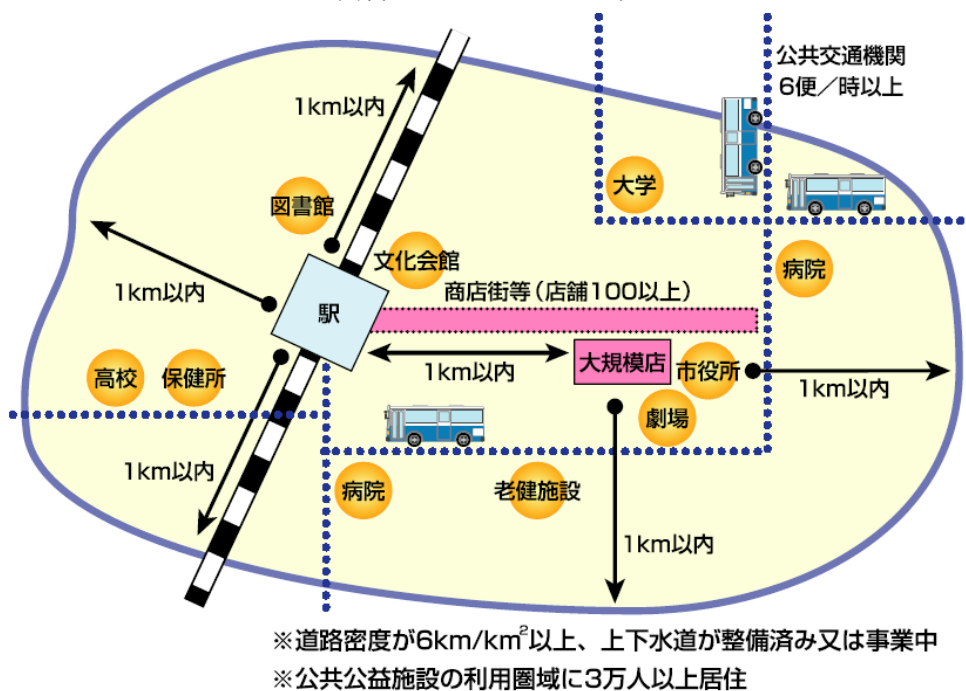 公共交通機関
6便／時以上
1km以内
大学
図書館
文化会館
病院
1km以内
商店街等（店舗100以上）
駅
大規模店
市役所
1km以内
1km以内
高校
保健所
劇場
1km以内
病院
老健施設
1km以内
※道路密度が6km/km²以上、上下水道が整備済み又は事業中
※公共公益施設の利用圏域に3万人以上居住